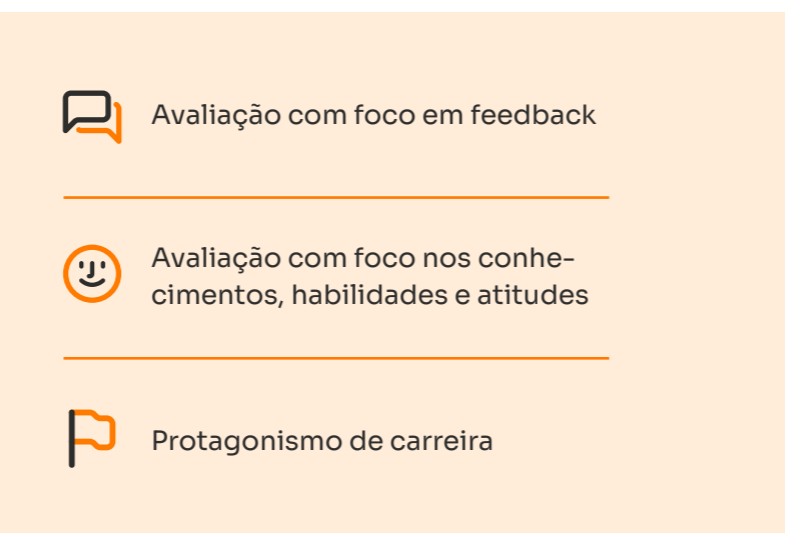 Avaliação com foco em feedback
Avaliação com foco nos conhe-
cimentos, habilidades e atitudes
Protagonismo de carreira